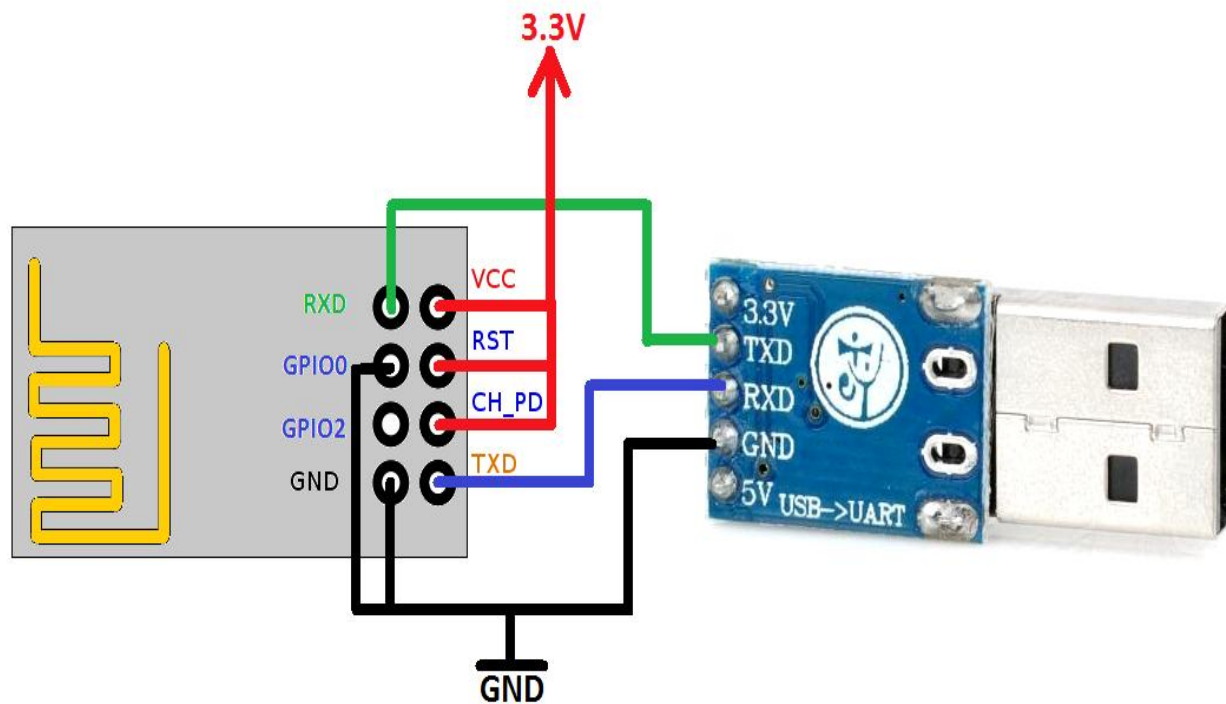 3.3V
RXD
VCC
GPIO0
RST
GPIO2
CH_PD
GND
TXD
3.3V
TXD
RXD
GND
5V
USB->UART
GND